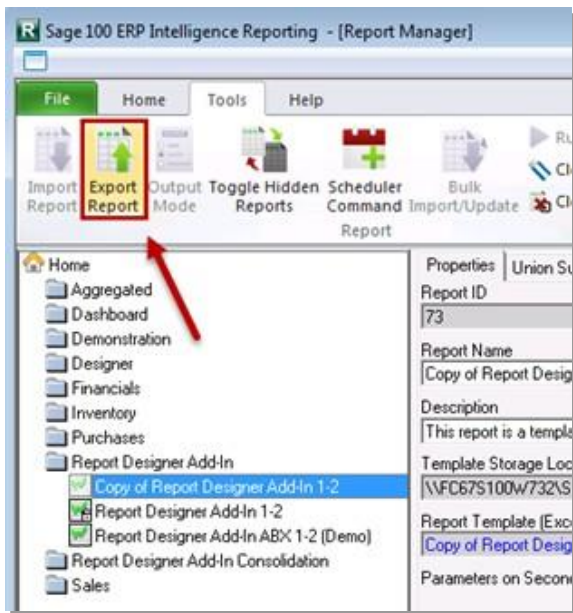 Sage 100 ERP Intelligence Reporting - [Report Manager]
File Home Tools Help
Import Report
Export Report
Output Mode
Toggle Hidden Reports
Scheduler Command
Bulk Import/Update
Report
Home
Aggregated
Dashboard
Demonstration
Designer
Financials
Inventory
Purchases
Report Designer Add-In
Copy of Report Designer Add-In 1-2
Report Designer Add-In 1-2
Report Designer Add-In ABX 1-2 (Demo)
Report Designer Add-In Consolidation
Sales
Properties Union Su
Report ID
73
Report Name
Copy of Report Desig
Description
This report is a templa
Template Storage Loc
\\FC67S100W732\S
Report Template (Exce
Copy of Report Desig
Parameters on Secon